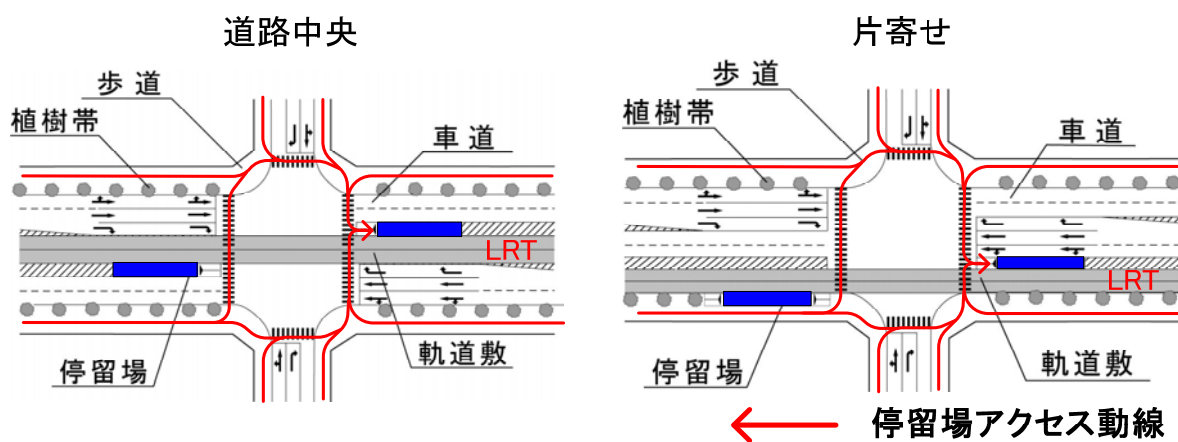 道路中央
歩道
植樹帯
車道
LRT
停留場
軌道敷
片寄せ
歩道
植樹帯
車道
LRT
停留場
軌道敷
停留場アクセス動線